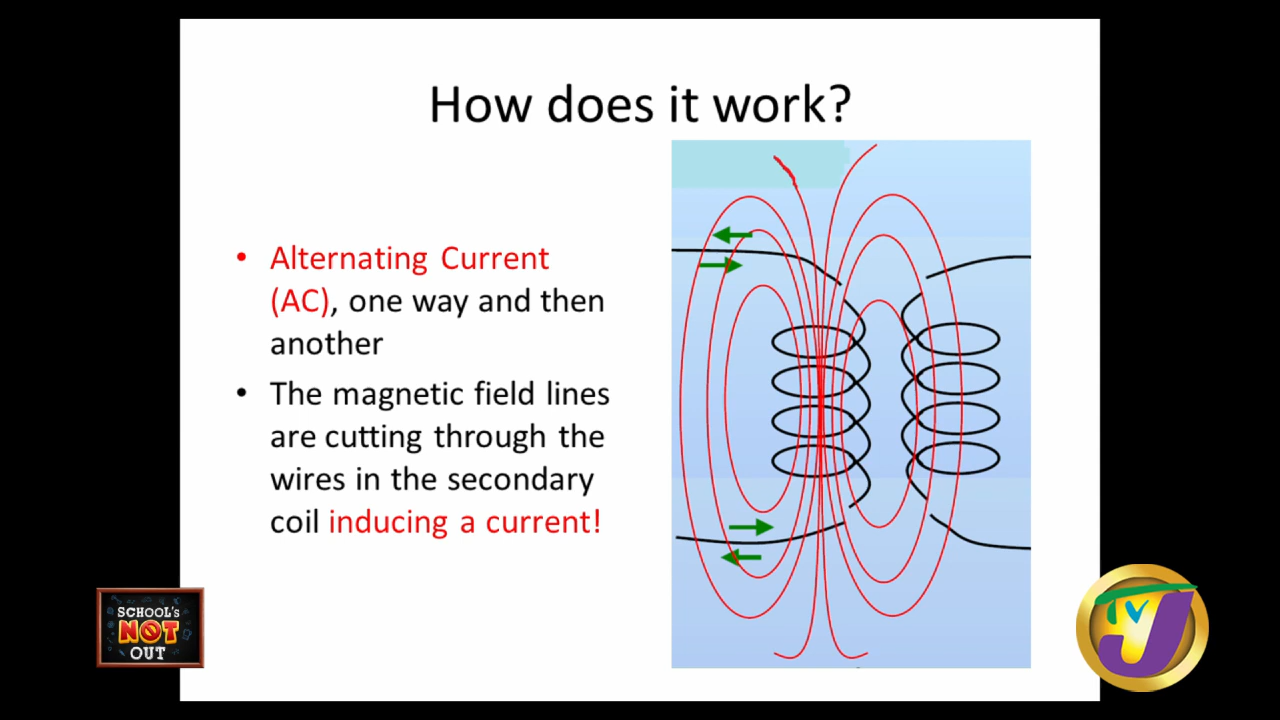 How does it work?
• Alternating Current
(AC), one way and then
another
• The magnetic field lines
are cutting through the
wires in the secondary
coil inducing a current!
SCHOOL's
NOT
OUT
TVJ